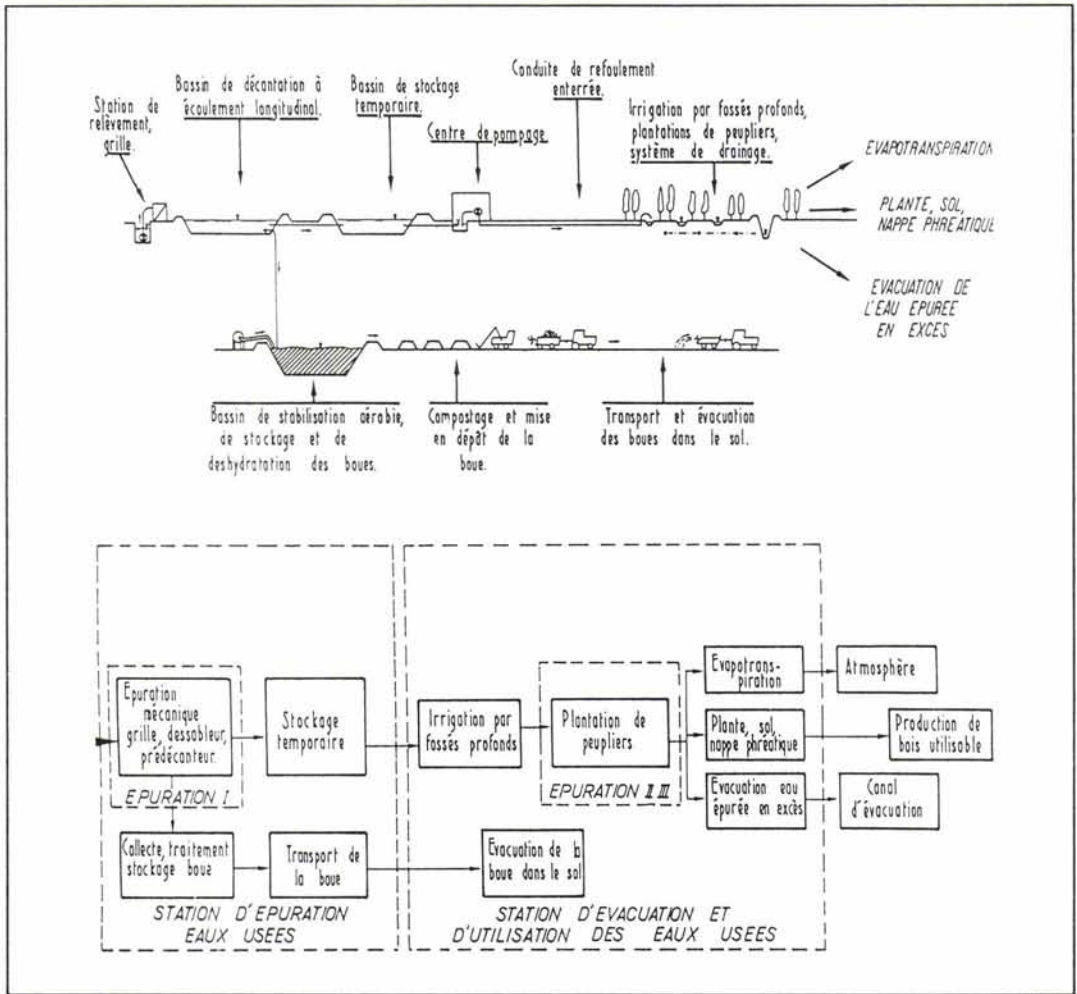 Station de
relèvement,
grille.
Bassin de décantation à
écoulement longitudinal.
Bassin de stockage
temporaire.
Centre de pompage.
Conduite de refoulement
enterrée.
Irrigation par fossés profonds,
plantations de peupliers,
système de drainage.
EVAPOTRANSPIRATION
PLANTE, SOL,
NAPPE PHREATIQUE
EVACUATION DE
L'EAU EPUREE
EN EXCES
Bassin de stabilisation aérobie,
de stockage et de
deshydratation des boues.
Compostage et mise
en dépôt de la
boue.
Transport et évacuation
des boues dans le sol.
Epuration
mécanique
grille, dessableur,
prédécanteur.
EPURATION I
Stockage
temporaire
Irrigation par
fossés profonds
Plantation de
peupliers
EPURATION II III
Evapotrans-
piration
Atmosphère
Plante, sol,
nappe phréatique
Production de
bois utilisable
Evacuation eau
épurée en excès
Canal
d'évacuation
Collecte, traitement
stockage boue
Transport de
la boue
Evacuation de la
boue dans le sol
STATION D'EPURATION
EAUX USEES
STATION D'EVACUATION ET
D'UTILISATION DES EAUX USEES